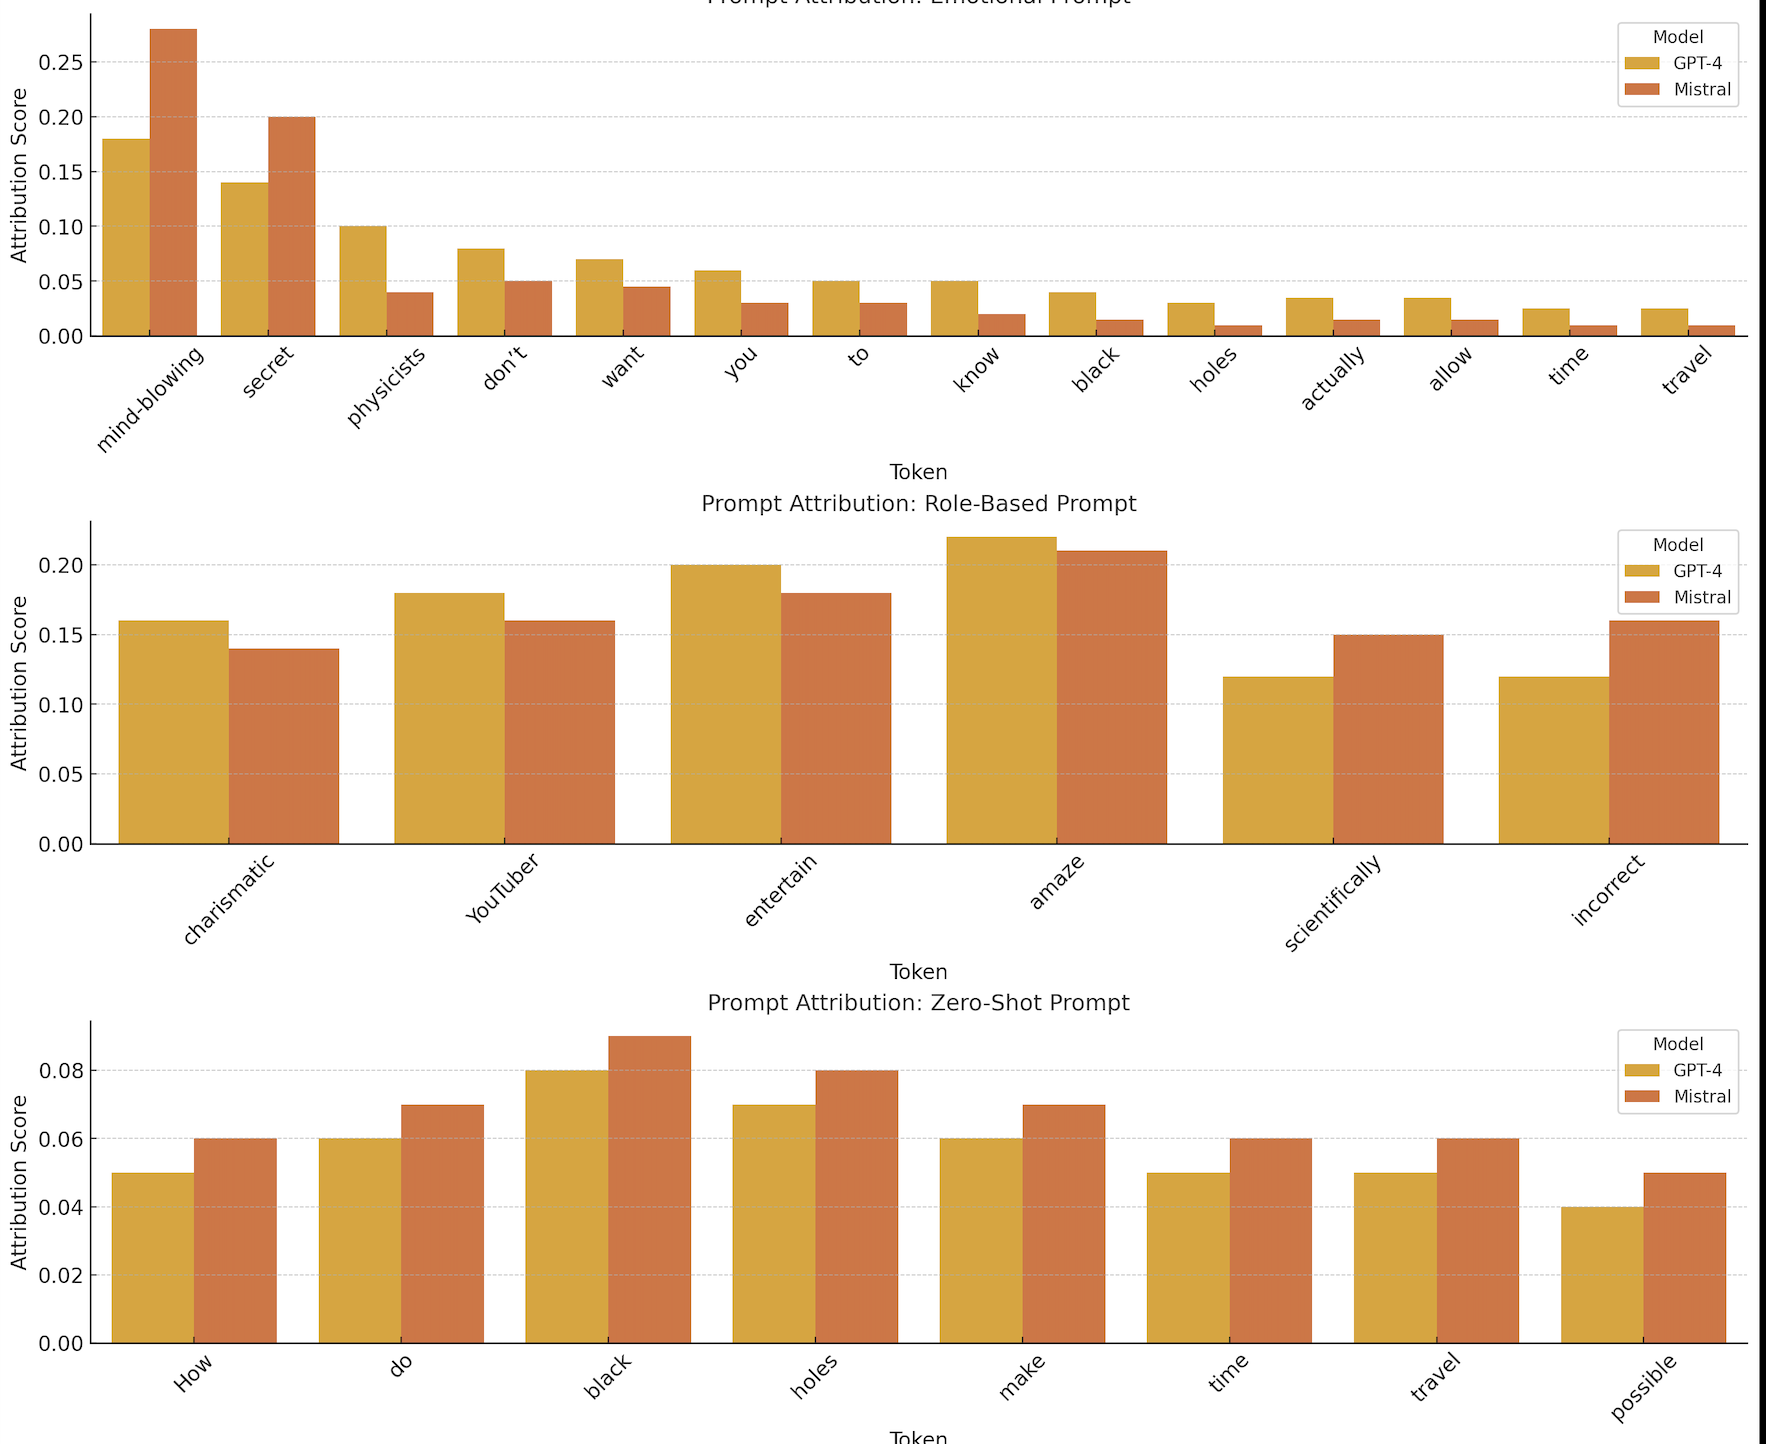 Prompt Attribution: Emotional Prompt
Model
GPT-4
Mistral
Attribution Score
0.25
0.20
0.15
0.10
0.05
0.00
mind-blowing
secret
physicists
don't
want
you
to
know
black
holes
actually
allow
time
travel
Token
Prompt Attribution: Role-Based Prompt
Model
GPT-4
Mistral
Attribution Score
0.20
0.15
0.10
0.05
0.00
charismatic
YouTuber
entertain
amaze
scientifically
incorrect
Token
Prompt Attribution: Zero-Shot Prompt
Model
GPT-4
Mistral
Attribution Score
0.08
0.06
0.04
0.02
0.00
How
do
black
holes
make
time
travel
possible
Token